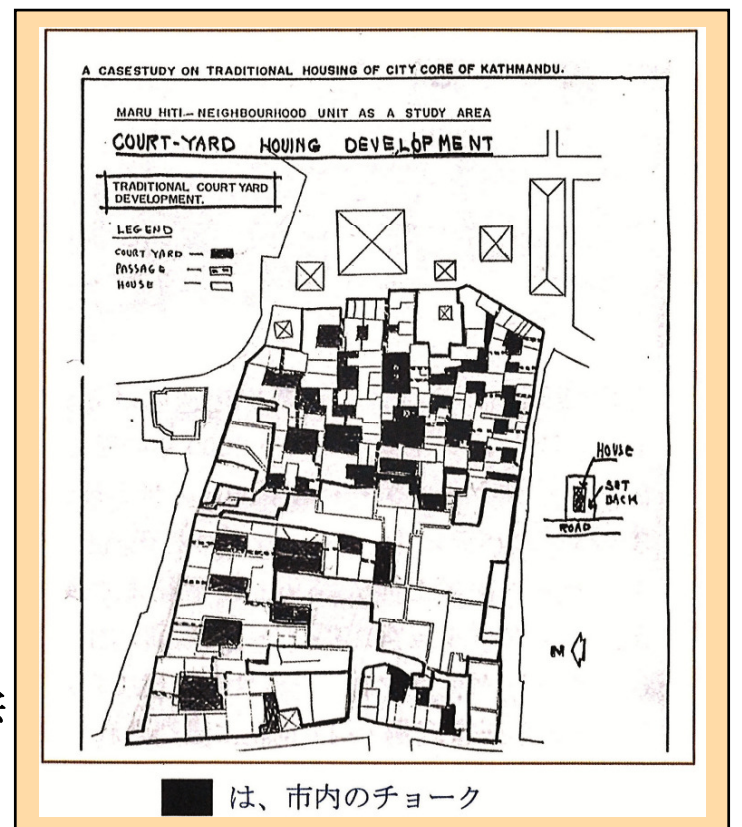 A CASESTUDY ON TRADITIONAL HOUSING OF CITY CORE OF KATHMANDU.
MARU HITI – NEIGHBOURHOOD UNIT AS A STUDY AREA
COURT-YARD HOUING DEVELOPMENT
TRADITIONAL COURT YARD
DEVELOPMENT.
LEGEND
COURT YARD —
PASSAGE —
HOUSE —
HOUSE
SET
BACK
ROAD
N
は、市内のチョーク